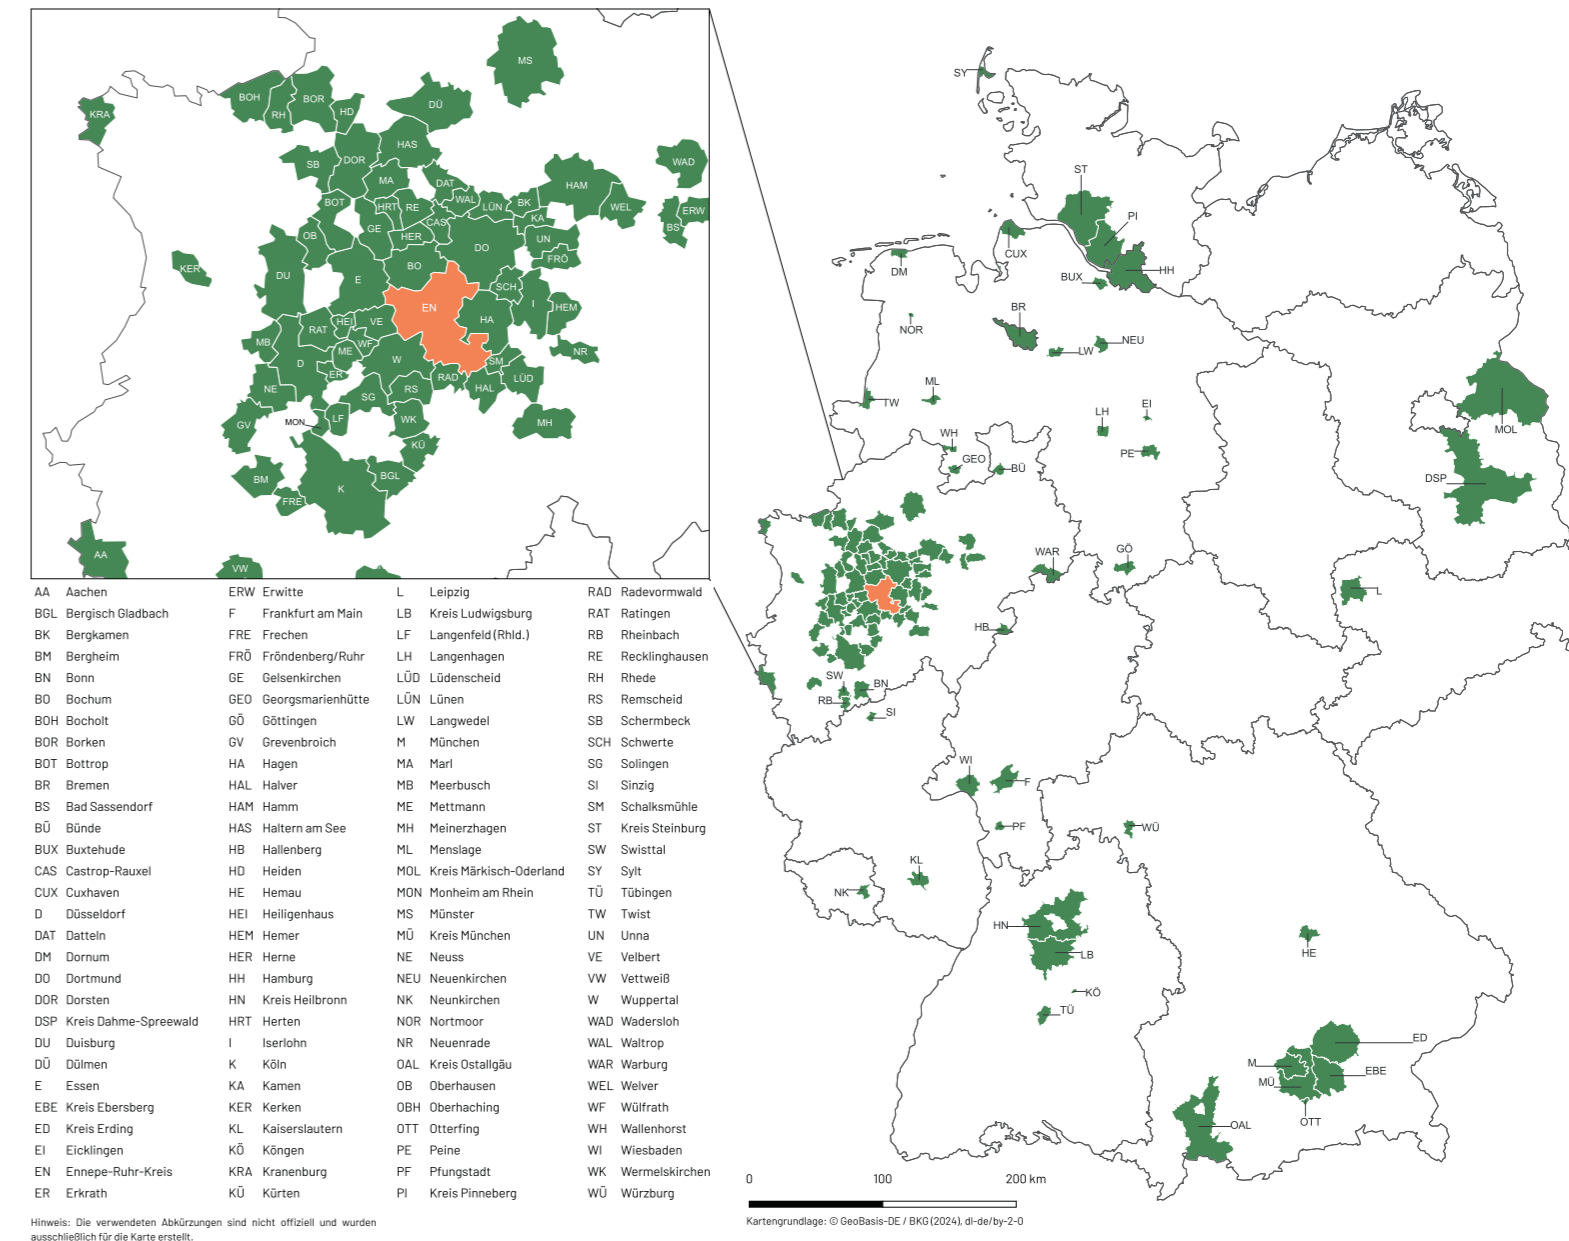 MS
KRA
BOH
RH
BOR
HD
DÜ
HAS
SB
DOR
MA
DAT
WAL
LÜN
BK
HAM
WEL
WAD
ERW
BS
BOT
HRT
RE
CAS
KA
UN
FRÖ
OB
GE
HER
DO
KER
DU
E
BO
EN
SCH
I
HEM
HA
MB
RAT
HEI
VE
WF
ME
W
NR
SM
D
ER
RAD
HAL
LÜD
NE
SG
RS
GV
MON
LF
WK
MH
KÜ
BM
FRE
K
BGL
AA
VW
SY
ST
PI
HH
CUX
BUX
DM
NOR
BR
LW
NEU
TW
ML
LH
EI
PE
WH
GEO
BÜ
MOL
DSP
WAR
GÖ
L
HB
SW
BN
RB
SI
WI
F
PF
WÜ
KL
NK
HN
LB
KÖ
TÜ
HE
ED
M
MÜ
EBE
OTT
OAL
AA Aachen
BGL Bergisch Gladbach
BK Bergkamen
BM Bergheim
BN Bonn
BO Bochum
BOH Bocholt
BOR Borken
BOT Bottrop
BR Bremen
BS Bad Sassendorf
BÜ Bünde
BUX Buxtehude
CAS Castrop-Rauxel
CUX Cuxhaven
D Düsseldorf
DAT Datteln
DM Dornum
DO Dortmund
DOR Dorsten
DSP Kreis Dahme-Spreewald
DU Duisburg
DÜ Dülmen
E Essen
EBE Kreis Ebersberg
ED Kreis Erding
EI Eicklingen
EN Ennepe-Ruhr-Kreis
ER Erkrath
ERW Erwitte
F Frankfurt am Main
FRE Frechen
FRÖ Fröndenberg/Ruhr
GE Gelsenkirchen
GEO Georgsmarienhütte
GÖ Göttingen
GV Grevenbroich
HA Hagen
HAL Halver
HAM Hamm
HAS Haltern am See
HB Hallenberg
HD Heiden
HE Hemau
HEI Heiligenhaus
HEM Hemer
HER Herne
HH Hamburg
HN Kreis Heilbronn
HRT Herten
I Iserlohn
K Köln
KA Kamen
KER Kerken
KL Kaiserslautern
KÖ Köngen
KRA Kranenburg
KÜ Kürten
L Leipzig
LB Kreis Ludwigsburg
LF Langenfeld (Rhld.)
LH Langenhagen
LÜD Lüdenscheid
LÜN Lünen
LW Langwedel
M München
MA Marl
MB Meerbusch
ME Mettmann
MH Meinerzhagen
ML Menslage
MOL Kreis Märkisch-Oderland
MON Monheim am Rhein
MS Münster
MÜ Kreis München
NE Neuss
NEU Neuenkirchen
NK Neunkirchen
NOR Nortmoor
NR Neuenrade
OAL Kreis Ostallgäu
OB Oberhausen
OBH Oberhaching
OTT Otterfing
PE Peine
PF Pfungstadt
PI Kreis Pinneberg
RAD Radevormwald
RAT Ratingen
RB Rheinbach
RE Recklinghausen
RH Rhede
RS Remscheid
SB Schermbeck
SCH Schwerte
SG Solingen
SI Sinzig
SM Schalksmühle
ST Kreis Steinburg
SW Swisttal
SY Sylt
TÜ Tübingen
TW Twist
UN Unna
VE Velbert
VW Vettweiß
W Wuppertal
WAD Wadersloh
WAL Waltrop
WAR Warburg
WEL Welver
WF Wülfrath
WH Wallenhorst
WI Wiesbaden
WK Wermelskirchen
WÜ Würzburg
0 100 200 km
Kartengrundlage: © GeoBasis-DE / BKG (2024), dl-de/by-2-0
Hinweis: Die verwendeten Abkürzungen sind nicht offiziell und wurden
ausschließlich für die Karte erstellt.